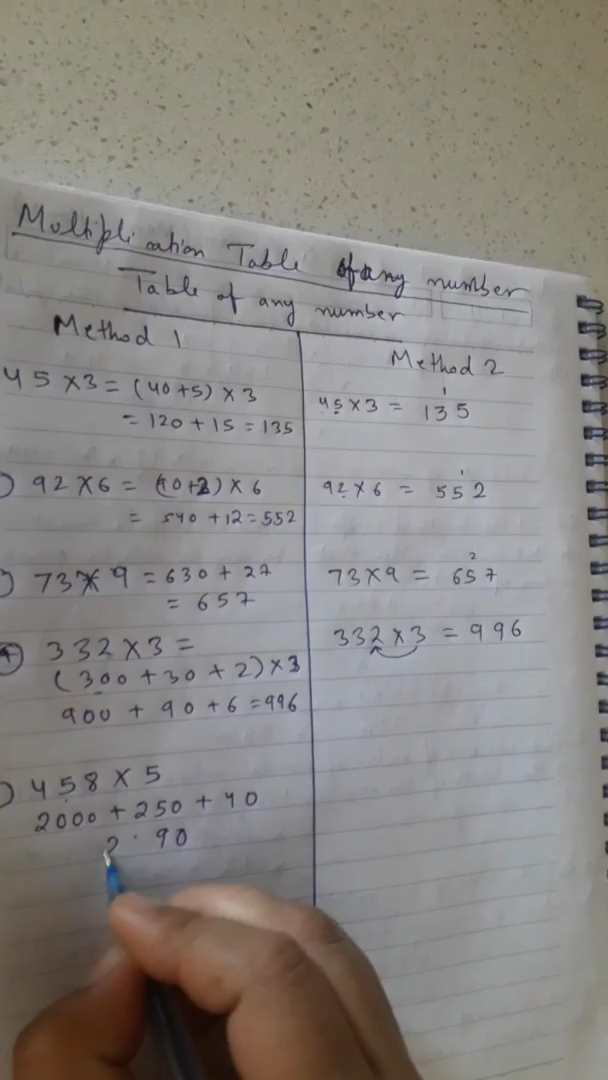 Multiplication Table of any number
Table of any number
Method 1
45 × 3 = (40+5) × 3
= 120 + 15 = 135
92 × 6 = (90+2) × 6
= 540 + 12 = 552
73 × 9 = 630 + 27
= 657
332 × 3 =
(300 + 30 + 2) × 3
900 + 90 + 6 = 996
458 × 5
2000 + 250 + 40
2 90
Method 2
45 × 3 = 135
92 × 6 = 552
73 × 9 = 657
332 × 3 = 996